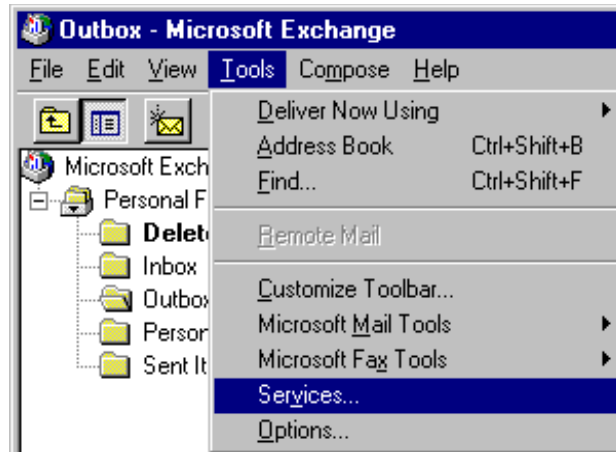 Outbox - Microsoft Exchange
File Edit View Tools Compose Help
Deliver Now Using
Address Book Ctrl+Shift+B
Find... Ctrl+Shift+F
Remote Mail
Customize Toolbar...
Microsoft Mail Tools
Microsoft Fax Tools
Services...
Options...
Microsoft Exch
Personal F
Delet
Inbox
Outbox
Person
Sent It